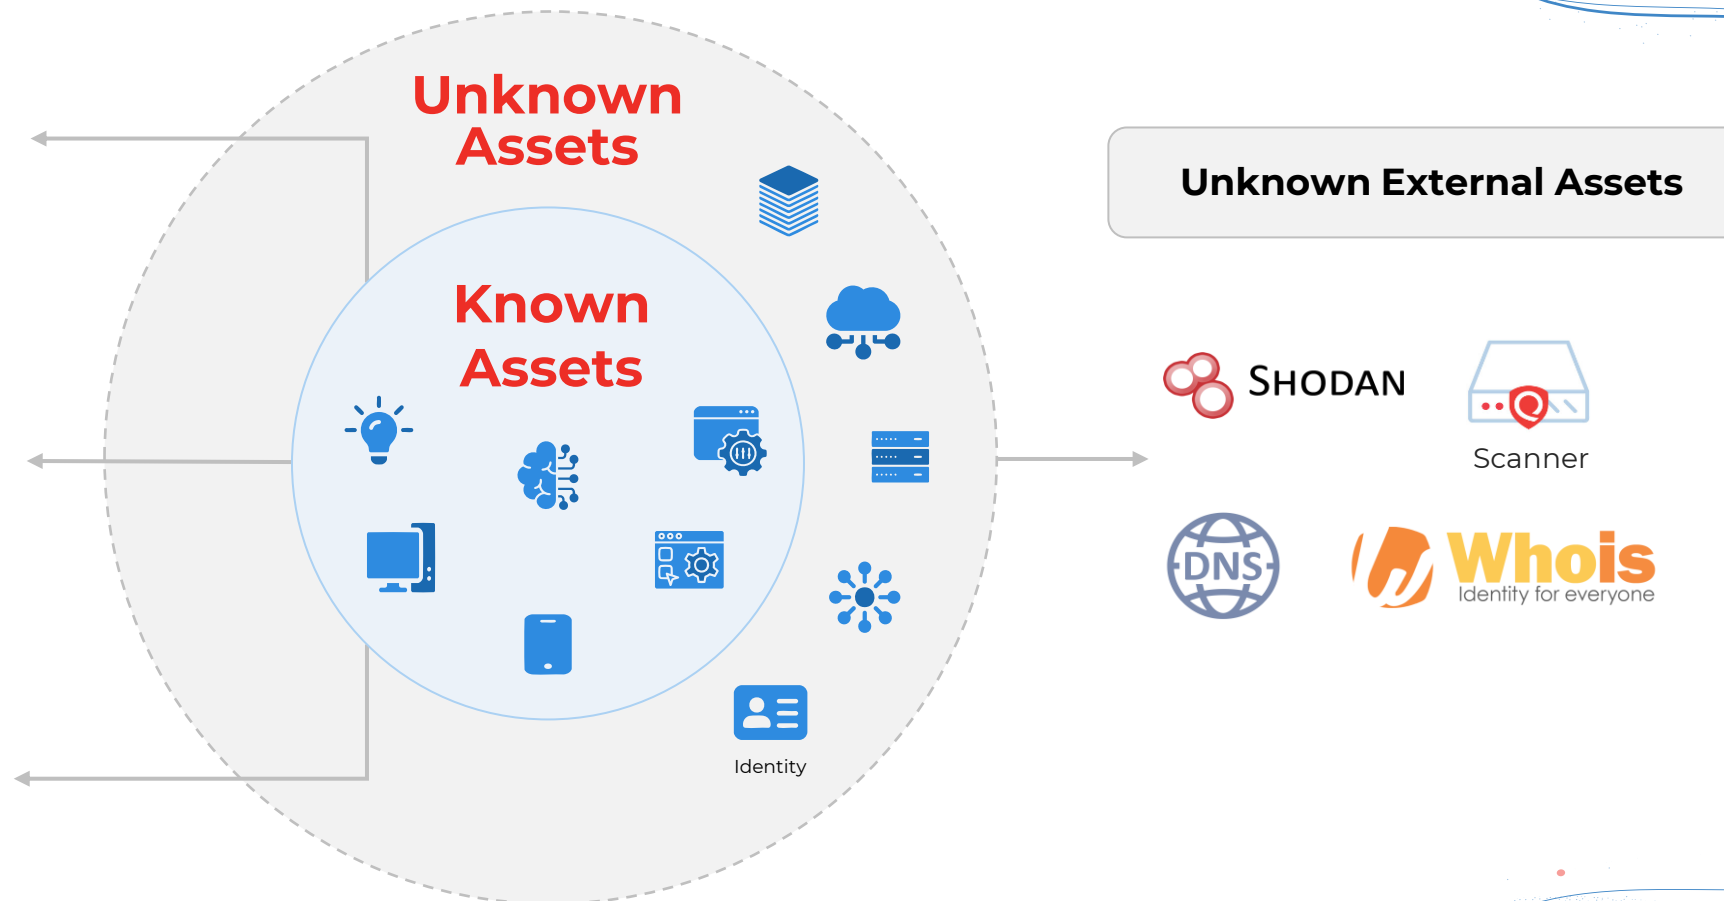 Unknown
Assets
Known
Assets
Identity
Unknown External Assets
SHODAN
Scanner
DNS
Whois
Identity for everyone